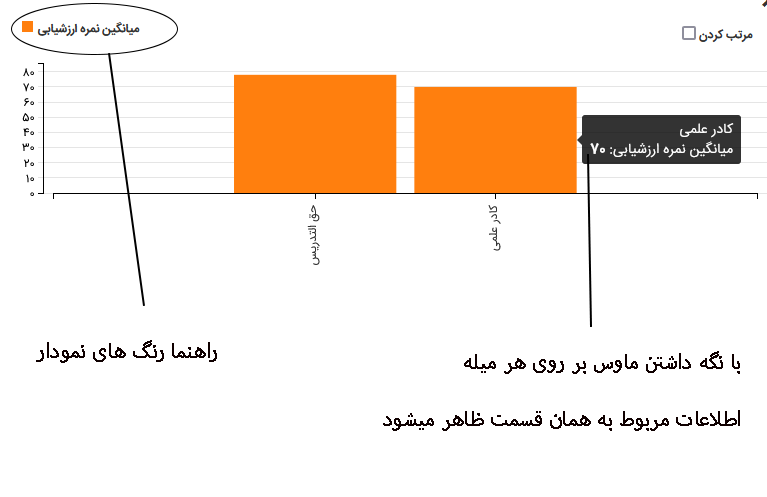 میانگین نمره ارزشیابی
مرتب کردن
۸۰
۷۰
۶۰
۵۰
۴۰
۳۰
۲۰
۱۰
۰
کادر علمی
میانگین نمره ارزشیابی: ۷۰
حق التدریس
کادر علمی
راهنما رنگ های نمودار
با نگه داشتن ماوس بر روی هر میله
اطلاعات مربوط به همان قسمت ظاهر میشود